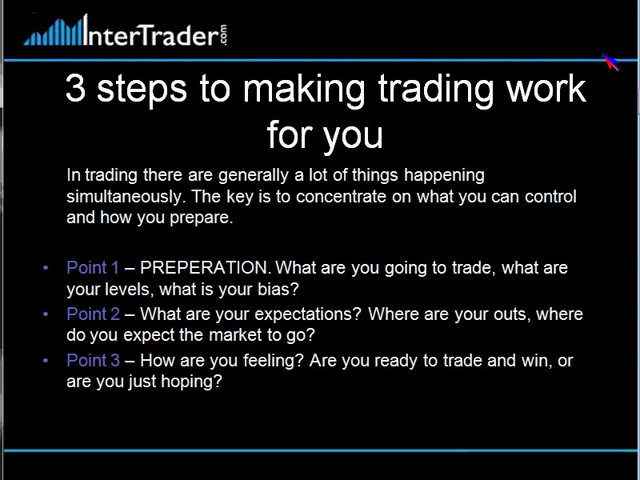 InterTrader.com
3 steps to making trading work
for you
In trading there are generally a lot of things happening
simultaneously. The key is to concentrate on what you can control
and how you prepare.
• Point 1 – PREPERATION. What are you going to trade, what are
your levels, what is your bias?
• Point 2 – What are your expectations? Where are your outs, where
do you expect the market to go?
• Point 3 – How are you feeling? Are you ready to trade and win, or
are you just hoping?